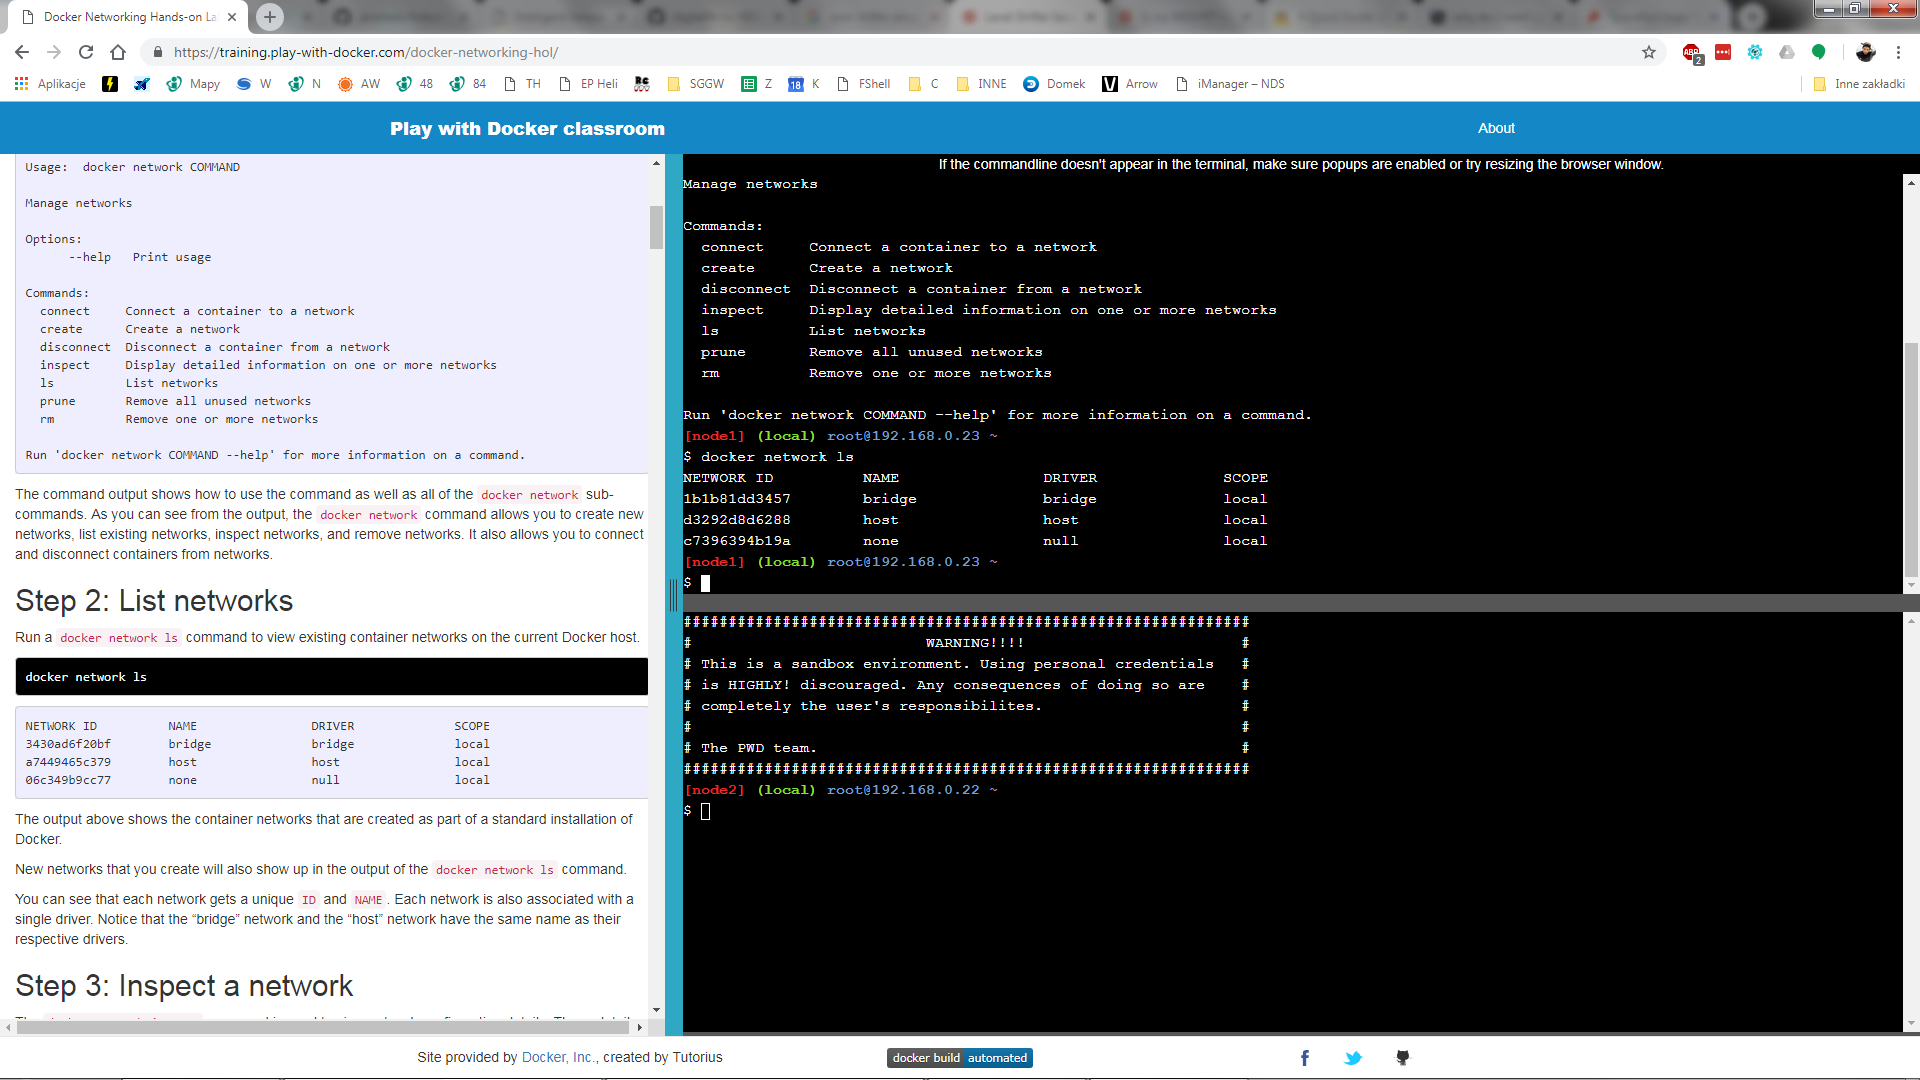 Docker Networking Hands-on La
https://training.play-with-docker.com/docker-networking-hol/
ABP
2
Aplikacje
Mapy
W
N
AW
48
84
TH
EP Heli
RC
SGGW
Z
18
K
FShell
C
INNE
Domek
V
Arrow
iManager – NDS
Inne zakładki
Play with Docker classroom
About
Usage:  docker network COMMAND
Manage networks
Options:
      --help   Print usage
Commands:
  connect     Connect a container to a network
  create      Create a network
  disconnect  Disconnect a container from a network
  inspect     Display detailed information on one or more networks
  ls          List networks
  prune       Remove all unused networks
  rm          Remove one or more networks
Run 'docker network COMMAND --help' for more information on a command.
The command output shows how to use the command as well as all of the docker network sub-
commands. As you can see from the output, the docker network command allows you to create new
networks, list existing networks, inspect networks, and remove networks. It also allows you to connect
and disconnect containers from networks.
Step 2: List networks
Run a docker network ls command to view existing container networks on the current Docker host.
docker network ls
NETWORK ID          NAME                DRIVER              SCOPE
3430ad6f20bf        bridge              bridge              local
a7449465c379        host                host                local
06c349b9cc77        none                null                local
The output above shows the container networks that are created as part of a standard installation of
Docker.
New networks that you create will also show up in the output of the docker network ls command.
You can see that each network gets a unique ID and NAME. Each network is also associated with a
single driver. Notice that the “bridge” network and the “host” network have the same name as their
respective drivers.
Step 3: Inspect a network
If the commandline doesn't appear in the terminal, make sure popups are enabled or try resizing the browser window.
Manage networks
Commands:
  connect     Connect a container to a network
  create      Create a network
  disconnect  Disconnect a container from a network
  inspect     Display detailed information on one or more networks
  ls          List networks
  prune       Remove all unused networks
  rm          Remove one or more networks
Run 'docker network COMMAND --help' for more information on a command.
[node1] (local) root@192.168.0.23 ~
$ docker network ls
NETWORK ID          NAME                DRIVER              SCOPE
1b1b81dd3457        bridge              bridge              local
d3292d8d6288        host                host                local
c7396394b19a        none                null                local
[node1] (local) root@192.168.0.23 ~
$
###############################################################
#                          WARNING!!!!                        #
# This is a sandbox environment. Using personal credentials   #
# is HIGHLY! discouraged. Any consequences of doing so are    #
# completely the user's responsibilites.                      #
#                                                             #
# The PWD team.                                               #
###############################################################
[node2] (local) root@192.168.0.22 ~
$
Site provided by Docker, Inc., created by Tutorius
docker build automated